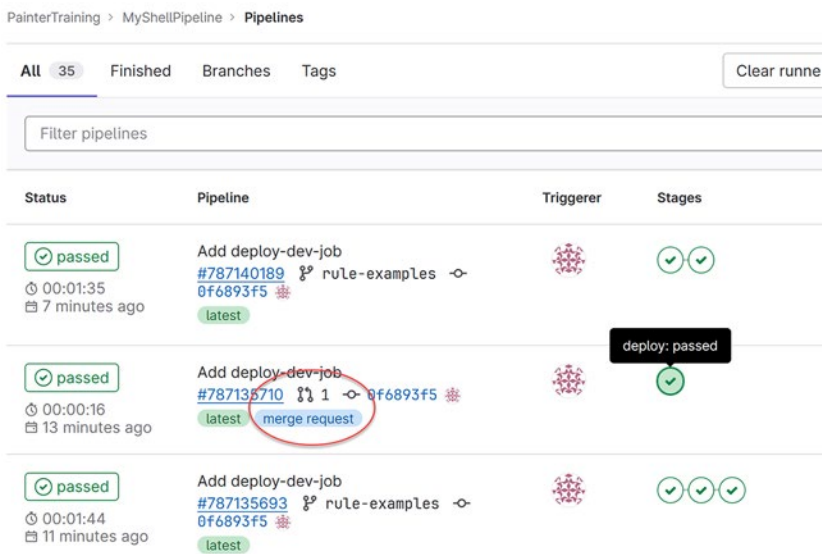 PainterTraining > MyShellPipeline > Pipelines
All 35 Finished Branches Tags Clear runne
Filter pipelines
Status Pipeline Triggerer Stages
passed
00:01:35
7 minutes ago
Add deploy-dev-job
#787140189 rule-examples
0f6893f5
latest
deploy: passed
passed
00:00:16
13 minutes ago
Add deploy-dev-job
#787135710 1 0f6893f5
latest merge request
passed
00:01:44
11 minutes ago
Add deploy-dev-job
#787135693 rule-examples
0f6893f5
latest